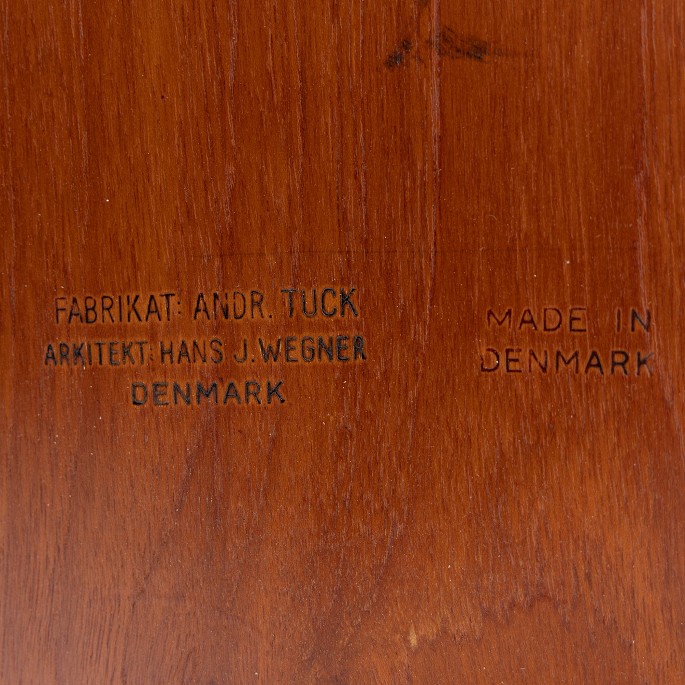 FABRIKAT: ANDR. TUCK
ARKITEKT: HANS J. WEGNER
DENMARK
MADE IN
DENMARK